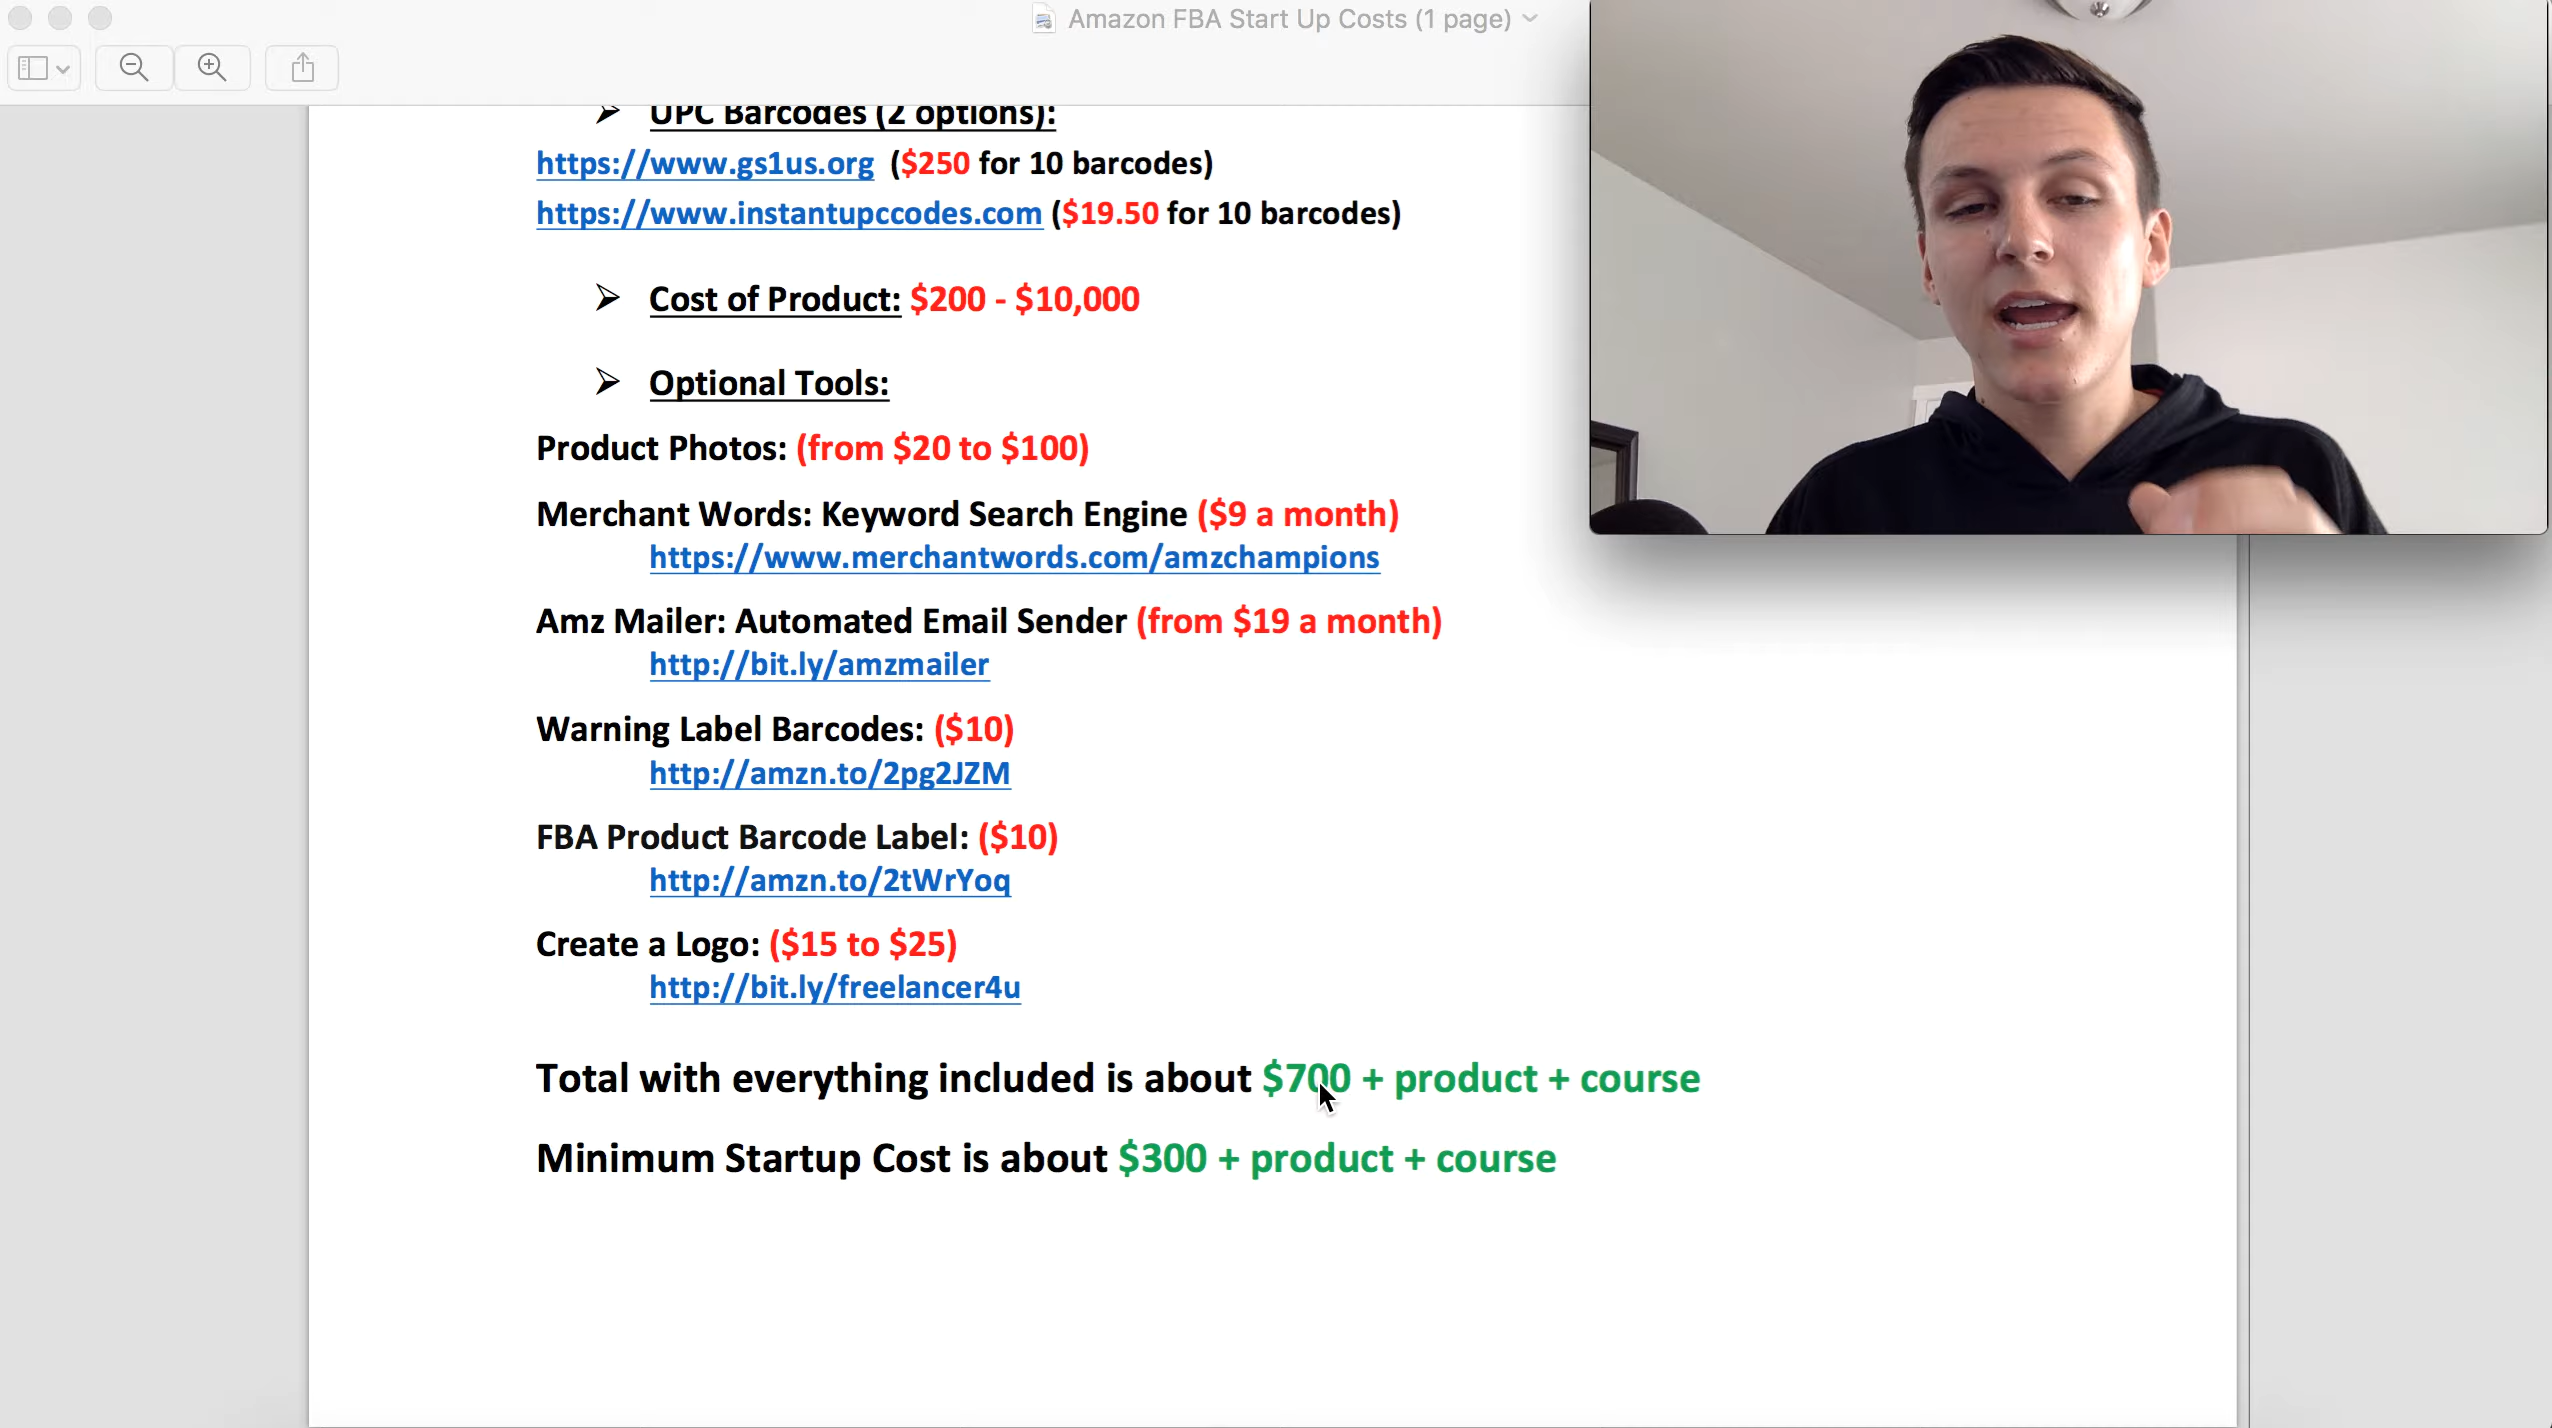 Amazon FBA Start Up Costs (1 page)
➢ UPC Barcodes (2 options):
https://www.gs1us.org ($250 for 10 barcodes)
https://www.instantupccodes.com ($19.50 for 10 barcodes)
➢ Cost of Product: $200 - $10,000
➢ Optional Tools:
Product Photos: (from $20 to $100)
Merchant Words: Keyword Search Engine ($9 a month)
https://www.merchantwords.com/amzchampions
Amz Mailer: Automated Email Sender (from $19 a month)
http://bit.ly/amzmailer
Warning Label Barcodes: ($10)
http://amzn.to/2pg2JZM
FBA Product Barcode Label: ($10)
http://amzn.to/2tWrYoq
Create a Logo: ($15 to $25)
http://bit.ly/freelancer4u
Total with everything included is about $700 + product + course
Minimum Startup Cost is about $300 + product + course